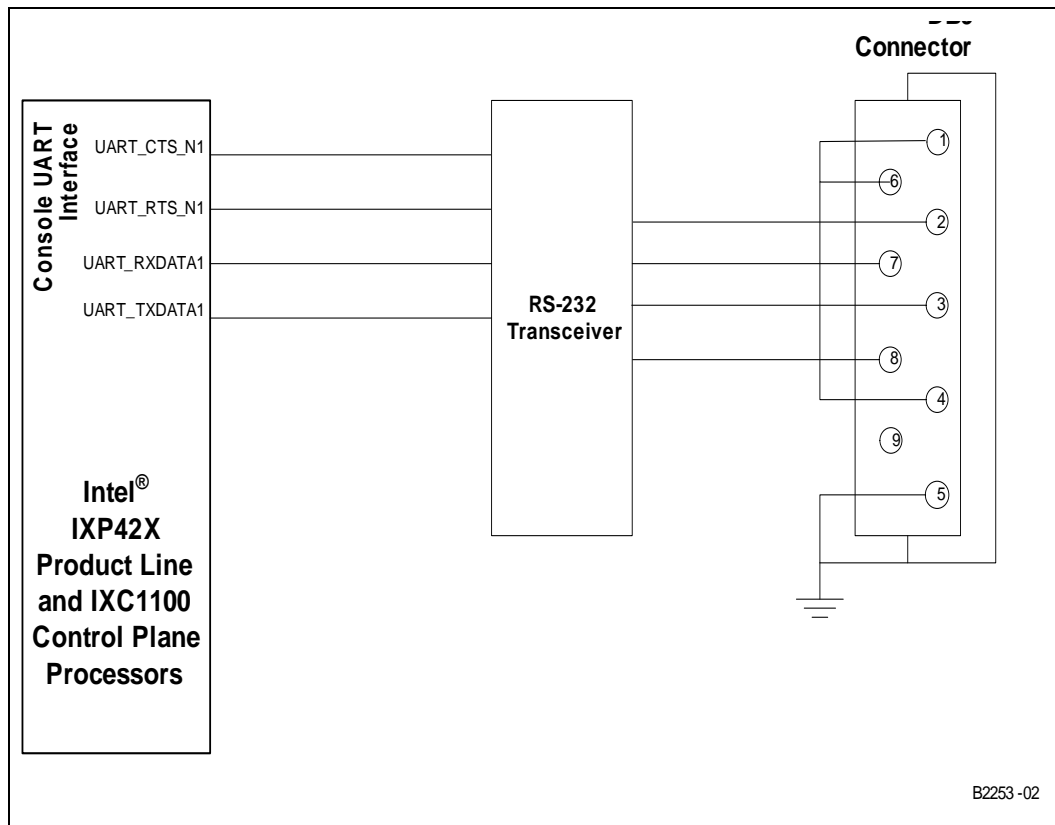 Connector
Console UART
Interface
UART_CTS_N1
UART_RTS_N1
UART_RXDATA1
UART_TXDATA1
RS-232
Transceiver
1
6
2
7
3
8
4
9
5
Intel®
IXP42X
Product Line
and IXC1100
Control Plane
Processors
B2253 -02